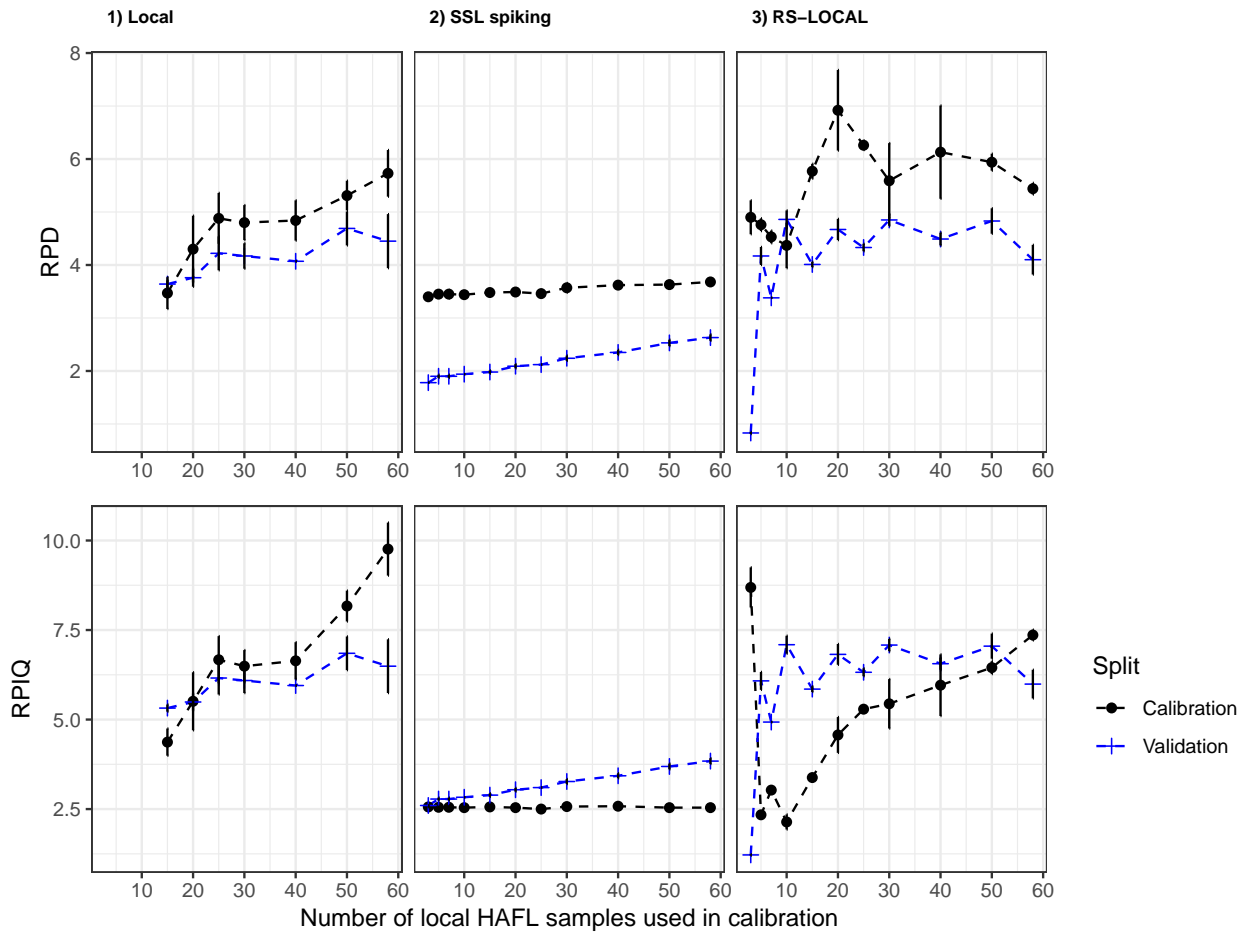 1) Local 2) SSL spiking 3) RS−LOCAL
8
6
4
2
RPD
10 20 30 40 50 60 10 20 30 40 50 60 10 20 30 40 50 60
10.0
7.5
5.0
2.5
RPIQ
10 20 30 40 50 60 10 20 30 40 50 60 10 20 30 40 50 60
Number of local HAFL samples used in calibration
Split
Calibration
Validation